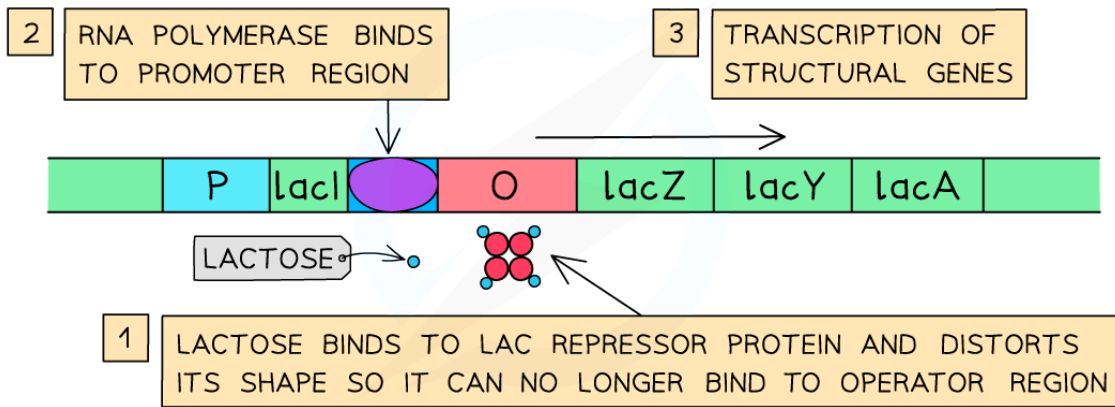 2
RNA POLYMERASE BINDS
TO PROMOTER REGION
3
TRANSCRIPTION OF
STRUCTURAL GENES
P lacI O lacZ lacY lacA
LACTOSE
1
LACTOSE BINDS TO LAC REPRESSOR PROTEIN AND DISTORTS
ITS SHAPE SO IT CAN NO LONGER BIND TO OPERATOR REGION